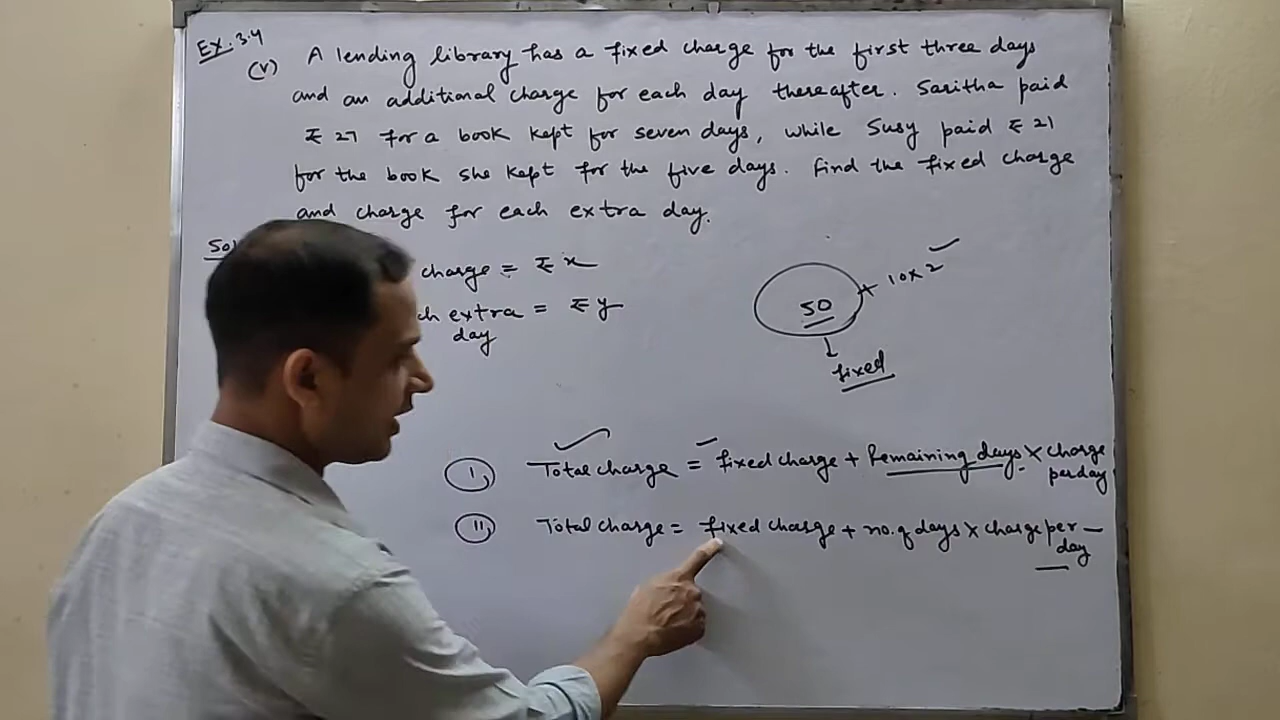 Ex. 3.4
(v) A lending library has a fixed charge for the first three days
and an additional charge for each day thereafter. Saritha paid
₹ 27 for a book kept for seven days, while Susy paid ₹ 21
for the book she kept for the five days. find the fixed charge
and charge for each extra day.
Sol
charge = ₹ x
ch extra = ₹ y
day
50 + 10 x 2
fixed
(I) Total charge = fixed charge + Remaining days x charge
per day
(II) Total charge = fixed charge + no. of days x charge per
day